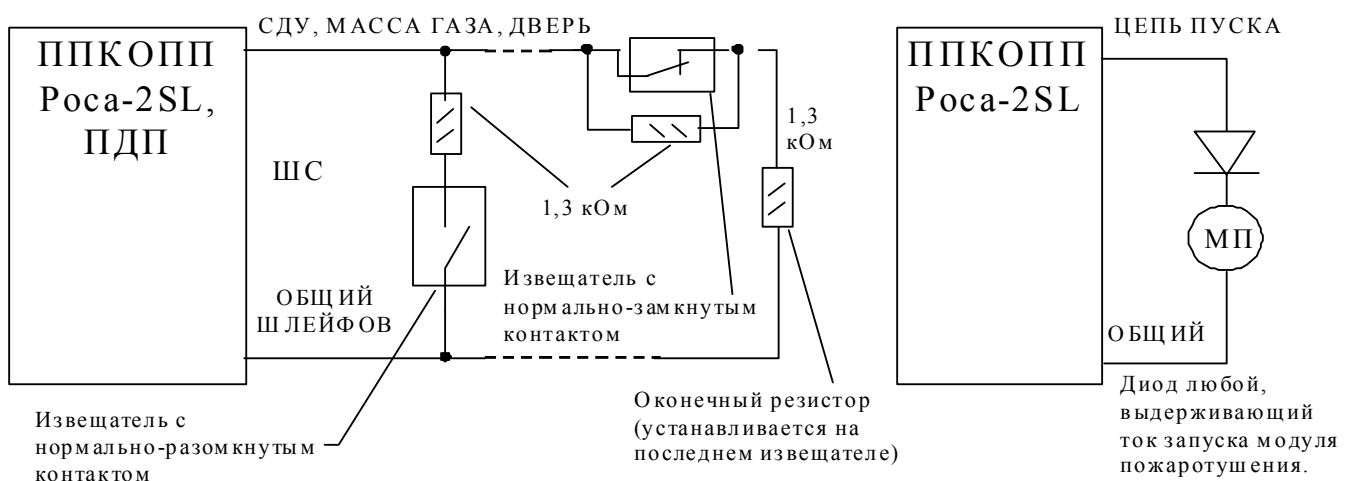 СДУ, МАССА ГАЗА, ДВЕРЬ
ППКОПП
Роса-2SL,
ПДП
ШС
1,3 кОм
1,3
кОм
Извещатель с
нормально-замкнутым
контактом
ОБЩИЙ
ШЛЕЙФОВ
Извещатель с
нормально-разомкнутым
контактом
Оконечный резистор
(устанавливается на
последнем извещателе)
ЦЕПЬ ПУСКА
ППКОПП
Роса-2SL
МП
ОБЩИЙ
Диод любой,
выдерживающий
ток запуска модуля
пожаротушения.